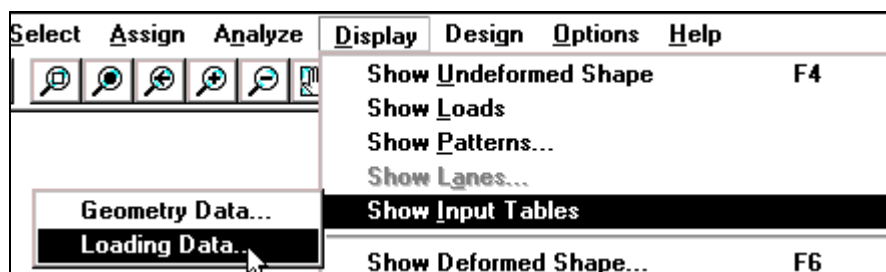 Select Assign Analyze Display Design Options Help
Show Undeformed Shape F4
Show Loads
Show Patterns...
Show Lanes...
Geometry Data... Show Input Tables
Loading Data...
Show Deformed Shape... F6